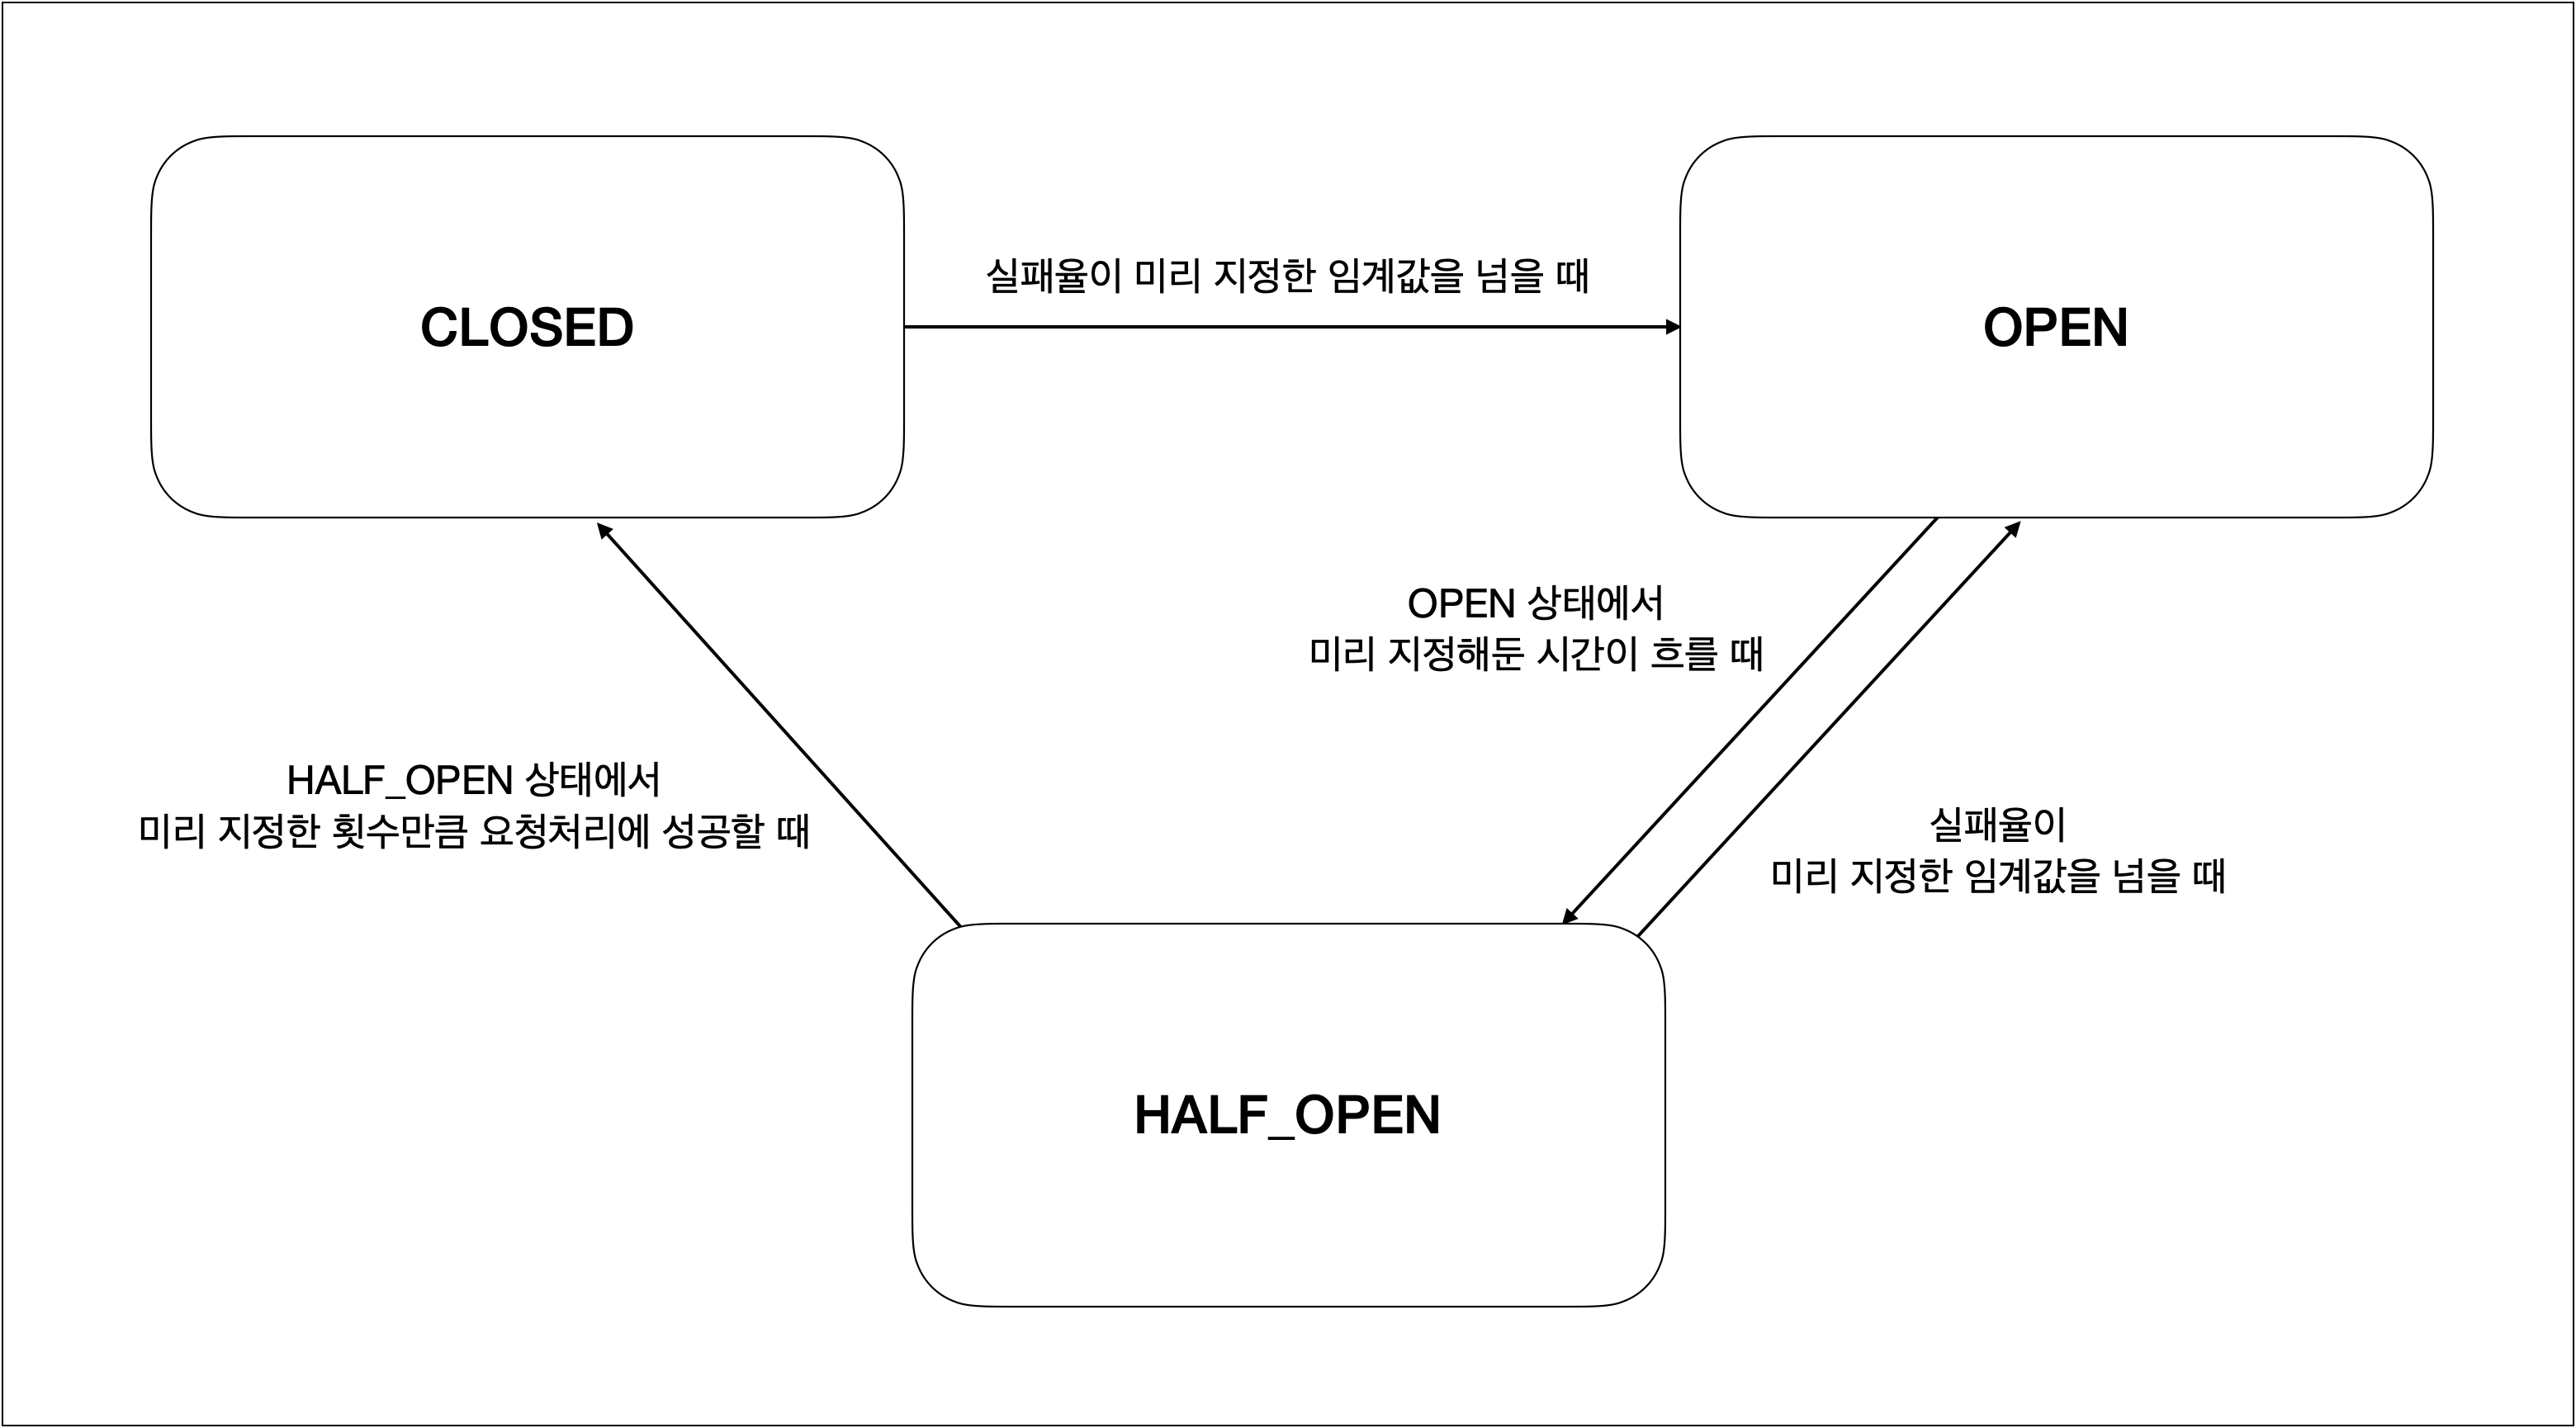 CLOSED
실패율이 미리 지정한 임계값을 넘을 때
OPEN
OPEN 상태에서
미리 지정해둔 시간이 흐를 때
HALF_OPEN 상태에서
미리 지정한 횟수만큼 요청처리에 성공할 때
실패율이
미리 지정한 임계값을 넘을 때
HALF_OPEN